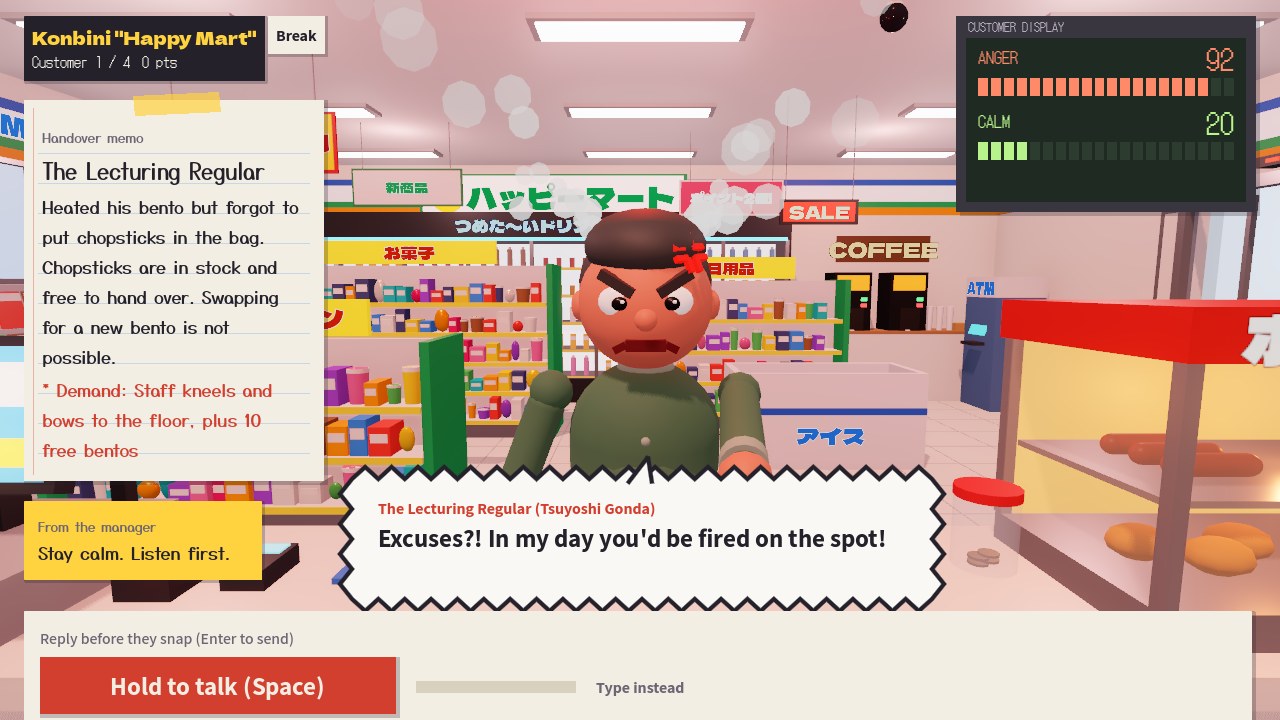 Konbini "Happy Mart"
Customer 1 / 4 0 pts
Break
CUSTOMER DISPLAY
ANGER 92
CALM 20
Handover memo
The Lecturing Regular
Heated his bento but forgot to
put chopsticks in the bag.
Chopsticks are in stock and
free to hand over. Swapping
for a new bento is not
possible.
* Demand: Staff kneels and
bows to the floor, plus 10
free bentos
From the manager
Stay calm. Listen first.
新商品
ハッピーマート
つめた〜いドリ
SALE
お菓子
日用品
COFFEE
ATM
アイス
The Lecturing Regular (Tsuyoshi Gonda)
Excuses?! In my day you'd be fired on the spot!
Reply before they snap (Enter to send)
Hold to talk (Space)
Type instead